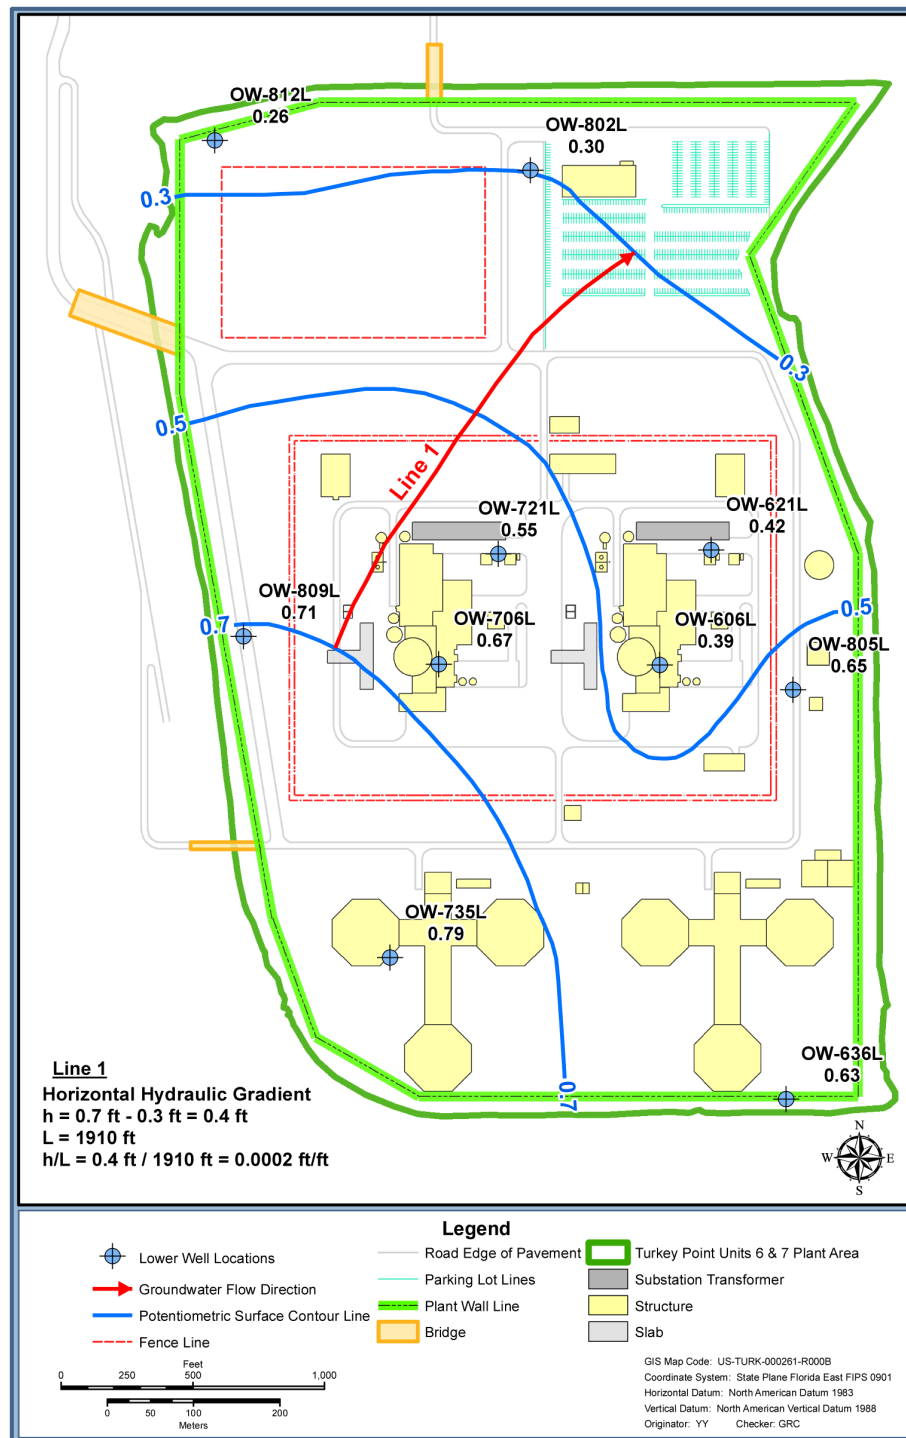 OW-812L
0.26
OW-802L
0.30
0.3
0.3
0.5
Line 1
OW-721L
0.55
OW-621L
0.42
OW-809L
0.71
0.7
OW-706L
0.67
OW-606L
0.39
0.5
OW-805L
0.65
OW-735L
0.79
OW-636L
0.63
0.7
Line 1
Horizontal Hydraulic Gradient
h = 0.7 ft - 0.3 ft = 0.4 ft
L = 1910 ft
h/L = 0.4 ft / 1910 ft = 0.0002 ft/ft
N
W E
S
Legend
Lower Well Locations
Groundwater Flow Direction
Potentiometric Surface Contour Line
Fence Line
Road Edge of Pavement
Parking Lot Lines
Plant Wall Line
Bridge
Turkey Point Units 6 & 7 Plant Area
Substation Transformer
Structure
Slab
Feet
0 250 500 1,000
0 50 100 200
Meters
GIS Map Code: US-TURK-000261-R000B
Coordinate System: State Plane Florida East FIPS 0901
Horizontal Datum: North American Datum 1983
Vertical Datum: North American Vertical Datum 1988
Originator: YY Checker: GRC